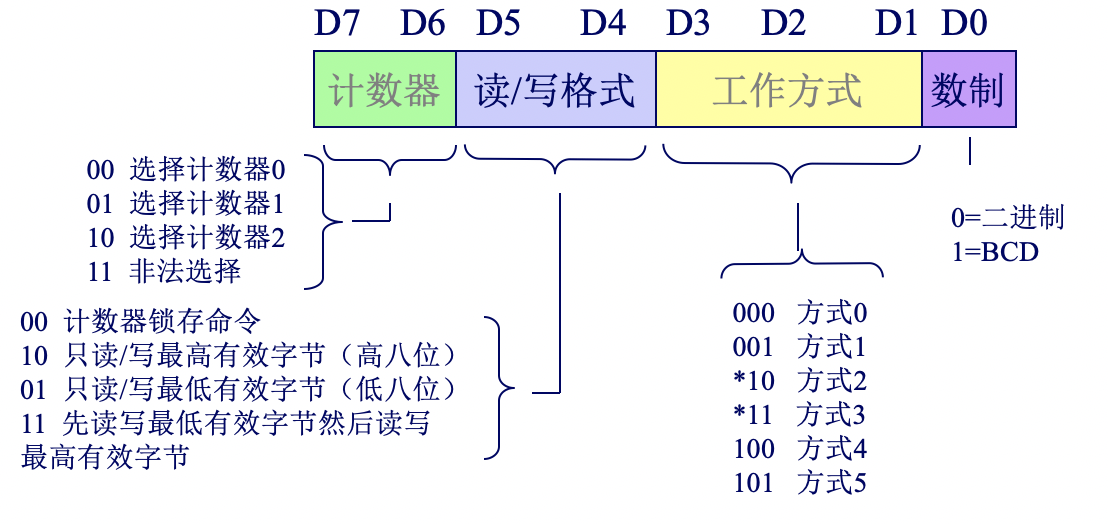 D7 D6 D5 D4 D3 D2 D1 D0
计数器 读/写格式 工作方式 数制
00 选择计数器0
01 选择计数器1
10 选择计数器2
11 非法选择
0=二进制
1=BCD
00 计数器锁存命令
10 只读/写最高有效字节（高八位）
01 只读/写最低有效字节（低八位）
11 先读写最低有效字节然后读写
最高有效字节
000 方式0
001 方式1
*10 方式2
*11 方式3
100 方式4
101 方式5